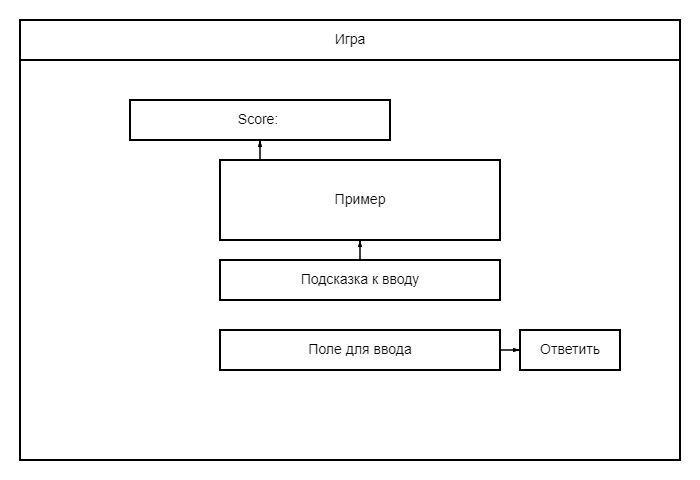 Игра
Score:
Пример
Подсказка к вводу
Поле для ввода
Ответить